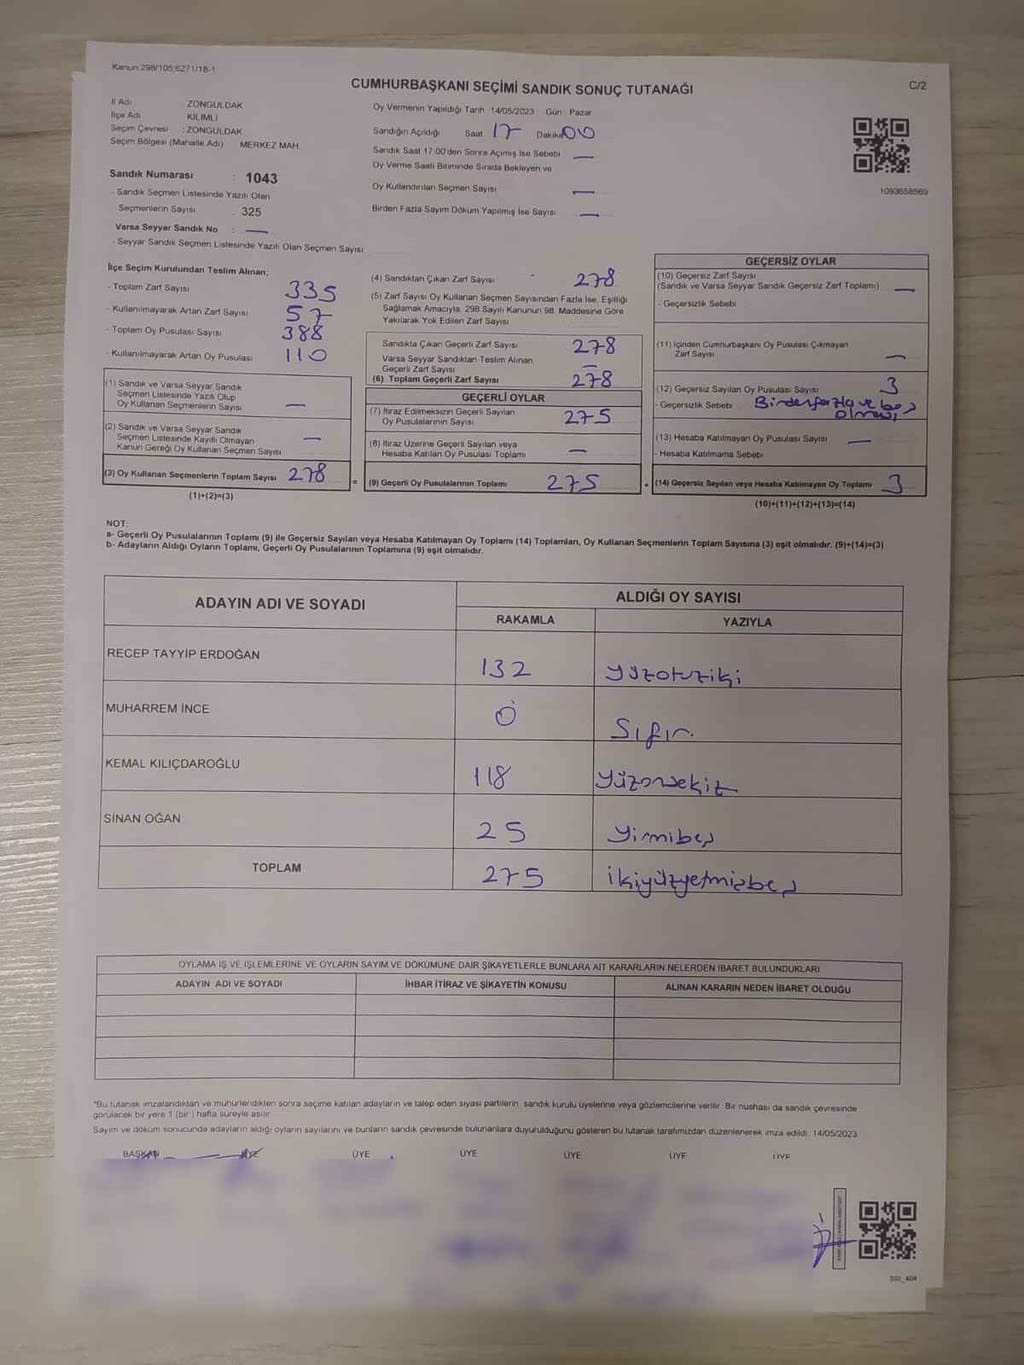 Kanun:298/105;6271/18-1
CUMHURBAŞKANI SEÇİMİ SANDIK SONUÇ TUTANAĞI
C/2
İl Adı ZONGULDAK
İlçe Adı KİLİMLİ
Seçim Çevresi : ZONGULDAK
Seçim Bölgesi (Mahalle Adı) MERKEZ MAH
Oy Vermenin Yapıldığı Tarih 14/05/2023 Gün : Pazar
Sandığın Açıldığı Saat 17 Dakika 00
Sandık Saat 17:00'den Sonra Açımış İse Sebebi —
Oy Verme Saati Bitiminde Sırada Bekleyen ve
Oy Kullandırılan Seçmen Sayısı —
Birden Fazla Sayım Döküm Yapılmış İse Sayısı —
1093658569
Sandık Numarası : 1043
- Sandık Seçmen Listesinde Yazılı Olan
Seçmenlerin Sayısı 325
Varsa Seyyar Sandık No : —
- Seyyar Sandık Seçmen Listesinde Yazılı Olan Seçmen Sayısı:
İlçe Seçim Kurulundan Teslim Alınan;
- Toplam Zarf Sayısı 335
- Kullanılmayarak Artan Zarf Sayısı 57
- Toplam Oy Pusulası Sayısı 388
- Kullanılmayarak Artan Oy Pusulası 110
(1) Sandık ve Varsa Seyyar Sandık
Seçmen Listesinde Yazılı Olup
Oy Kullanan Seçmenlerin Sayısı —
(2) Sandık ve Varsa Seyyar Sandık
Seçmen Listesinde Kayıtlı Olmayan
Kanun Gereği Oy Kullanan Seçmen Sayısı —
(3) Oy Kullanan Seçmenlerin Toplam Sayısı 278
(1)+(2)=(3)
(4) Sandıktan Çıkan Zarf Sayısı 278
(5) Zarf Sayısı Oy Kullanan Seçmen Sayısından Fazla İse, Eşitliği
Sağlamak Amacıyla, 298 Sayılı Kanunun 98. Maddesine Göre
Yakılarak Yok Edilen Zarf Sayısı
Sandıkta Çıkan Geçerli Zarf Sayısı 278
Varsa Seyyar Sandıktan Teslim Alınan
Geçerli Zarf Sayısı —
(6) Toplam Geçerli Zarf Sayısı 278
GEÇERLİ OYLAR
(7) İtiraz Edilmeksizin Geçerli Sayılan
Oy Pusulalarının Sayısı 275
(8) İtiraz Üzerine Geçerli Sayılan veya
Hesaba Katılan Oy Pusulası Toplamı —
= (9) Geçerli Oy Pusulalarının Toplamı 275
GEÇERSİZ OYLAR
(10) Geçersiz Zarf Sayısı
(Sandık ve Varsa Seyyar Sandık Geçersiz Zarf Toplamı) —
- Geçersizlik Sebebi
(11) İçinden Cumhurbaşkanı Oy Pusulası Çıkmayan
Zarf Sayısı —
(12) Geçersiz Sayılan Oy Pusulası Sayısı 3
- Geçersizlik Sebebi Birden fazla ve boş
olması
(13) Hesaba Katılmayan Oy Pusulası Sayısı —
- Hesaba Katılmama Sebebi
+ (14) Geçersiz Sayılan veya Hesaba Katılmayan Oy Toplamı 3
(10)+(11)+(12)+(13)=(14)
NOT:
a- Geçerli Oy Pusulalarının Toplamı (9) ile Geçersiz Sayılan veya Hesaba Katılmayan Oy Toplamı (14) Toplamları, Oy Kullanan Seçmenlerin Toplam Sayısına (3) eşit olmalıdır. (9)+(14)=(3)
b- Adayların Aldığı Oyların Toplamı, Geçerli Oy Pusulalarının Toplamına (9) eşit olmalıdır.
ADAYIN ADI VE SOYADI
ALDIĞI OY SAYISI
RAKAMLA YAZIYLA
RECEP TAYYİP ERDOĞAN 132 yüzotuziki
MUHARREM İNCE 0 Sıfır
KEMAL KILIÇDAROĞLU 118 yüzonsekiz
SİNAN OĞAN 25 yirmibeş
TOPLAM 275 ikiyüzyetmişbeş
OYLAMA İŞ VE İŞLEMLERİNE VE OYLARIN SAYIM VE DÖKÜMÜNE DAİR ŞİKAYETLERLE BUNLARA AİT KARARLARIN NELERDEN İBARET BULUNDUKLARI
ADAYIN ADI VE SOYADI İHBAR İTİRAZ VE ŞİKAYETİN KONUSU ALINAN KARARIN NEDEN İBARET OLDUĞU
*Bu tutanak imzalandıktan ve mühürlendikten sonra seçime katılan adayların ve talep eden siyasi partilerin, sandık kurulu üyelerine veya gözlemcilerine verilir. Bir nüshası da sandık çevresinde
görülecek bir yere 1 (bir ) hafta süreyle asılır.
Sayım ve döküm sonucunda adayların aldığı oyların sayılarını ve bunların sandık çevresinde bulunanlara duyurulduğunu gösteren bu tutanak tarafımızdan düzenlenerek imza edildi. 14/05/2023
BAŞKAN ÜYE ÜYE ÜYE ÜYE ÜYE ÜYE